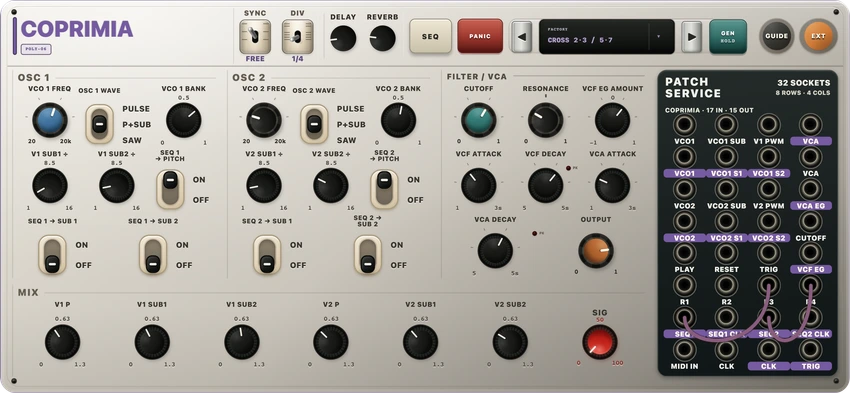 COPRIMIA
POLY-06
SYNC
FREE
DIV
1/4
DELAY
REVERB
SEQ
PANIC
FACTORY
CROSS 2·3 / 5·7
GEN
HOLD
GUIDE
EXT
OSC 1
VCO 1 FREQ
20 20k
OSC 1 WAVE
PULSE
P+SUB
SAW
VCO 1 BANK
0.5
0 1
V1 SUB1 ÷
8.5
1 16
V1 SUB2 ÷
8.5
1 16
SEQ 1
→ PITCH
ON
OFF
SEQ 1 → SUB 1
ON
OFF
SEQ 1 → SUB 2
ON
OFF
OSC 2
VCO 2 FREQ
20 20k
OSC 2 WAVE
PULSE
P+SUB
SAW
VCO 2 BANK
0.5
0 1
V2 SUB1 ÷
8.5
1 16
V2 SUB2 ÷
8.5
1 16
SEQ 2
→ PITCH
ON
OFF
SEQ 2 → SUB 1
ON
OFF
SEQ 2 →
SUB 2
ON
OFF
FILTER / VCA
CUTOFF
RESONANCE
VCF EG AMOUNT
0
−1 1
VCF ATTACK
VCF DECAY
VCA ATTACK
VCA DECAY
OUTPUT
0 1
MIX
V1 P
0.63
0 1.3
V1 SUB1
0.63
0 1.3
V1 SUB2
0.63
0 1.3
V2 P
0.63
0 1.3
V2 SUB1
0.63
0 1.3
V2 SUB2
0.63
0 1.3
SIG
50
0 100
PATCH
SERVICE
32 SOCKETS
8 ROWS · 4 COLS
COPRIMIA · 17 IN · 15 OUT
VCO1 VCO1 SUB V1 PWM VCA
VCO1 VCO1 S1 VCO1 S2 VCA
VCO2 VCO2 SUB V2 PWM VCA EG
VCO2 VCO2 S1 VCO2 S2 CUTOFF
PLAY RESET TRIG VCF EG
R1 R2 R3 R4
SEQ1 SEQ1 CLK SEQ2 SEQ2 CLK
MIDI IN CLK CLK TRIG